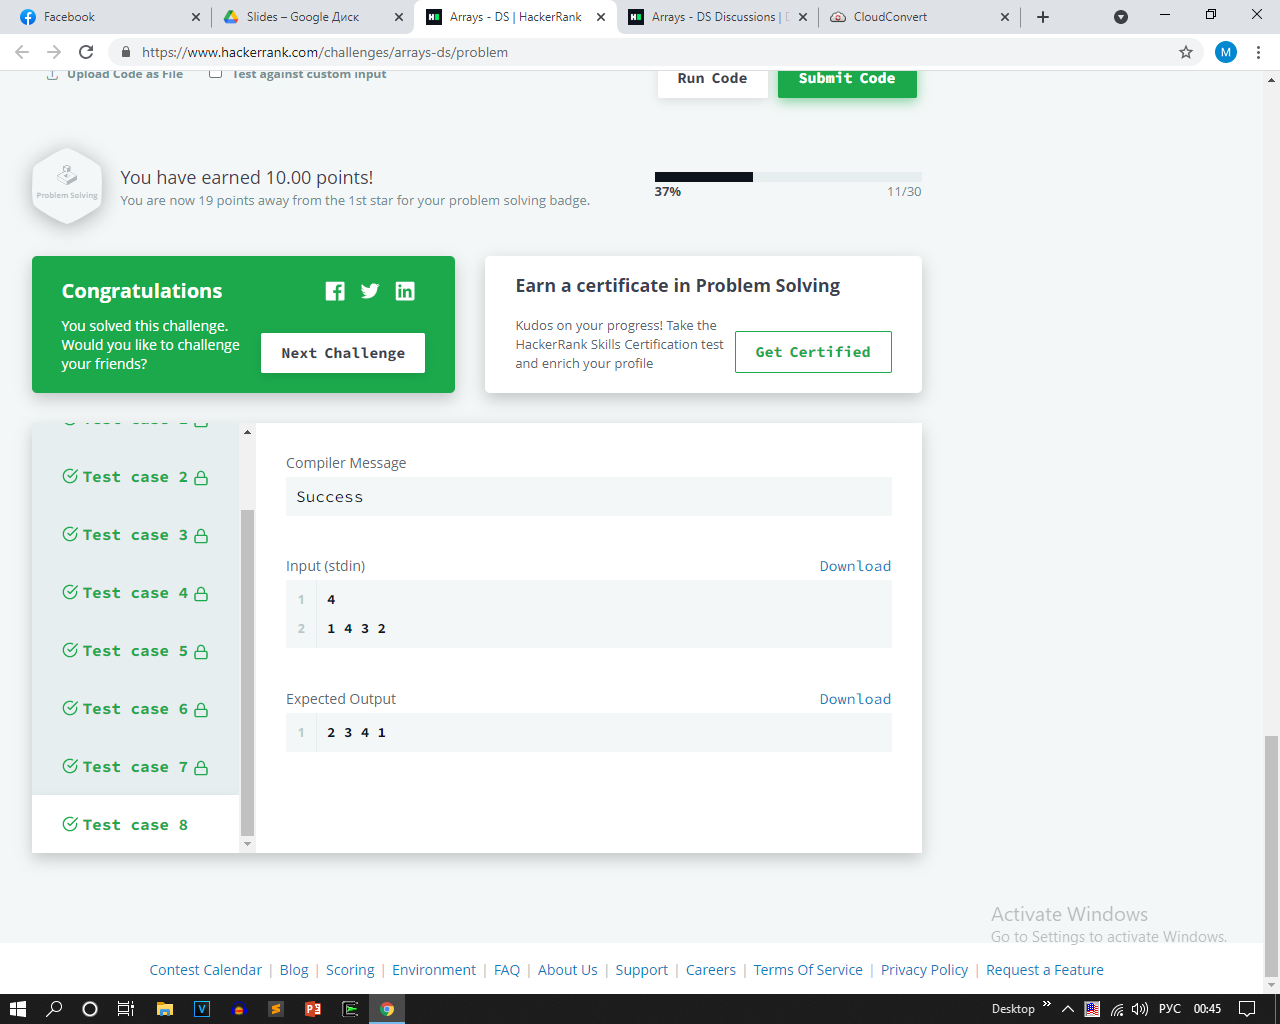 Facebook
Slides – Google Диск
Arrays - DS | HackerRank
Arrays - DS Discussions |
CloudConvert
https://www.hackerrank.com/challenges/arrays-ds/problem
M
Upload Code as File
Test against custom input
Run Code
Submit Code
Problem Solving
You have earned 10.00 points!
You are now 19 points away from the 1st star for your problem solving badge.
37%
11/30
Congratulations
You solved this challenge.
Would you like to challenge
your friends?
Next Challenge
Earn a certificate in Problem Solving
Kudos on your progress! Take the
HackerRank Skills Certification test
and enrich your profile
Get Certified
Test case 2
Test case 3
Test case 4
Test case 5
Test case 6
Test case 7
Test case 8
Compiler Message
Success
Input (stdin)
Download
1 4
2 1 4 3 2
Expected Output
Download
1 2 3 4 1
Activate Windows
Go to Settings to activate Windows.
Contest Calendar | Blog | Scoring | Environment | FAQ | About Us | Support | Careers | Terms Of Service | Privacy Policy | Request a Feature
Desktop
РУС
00:45